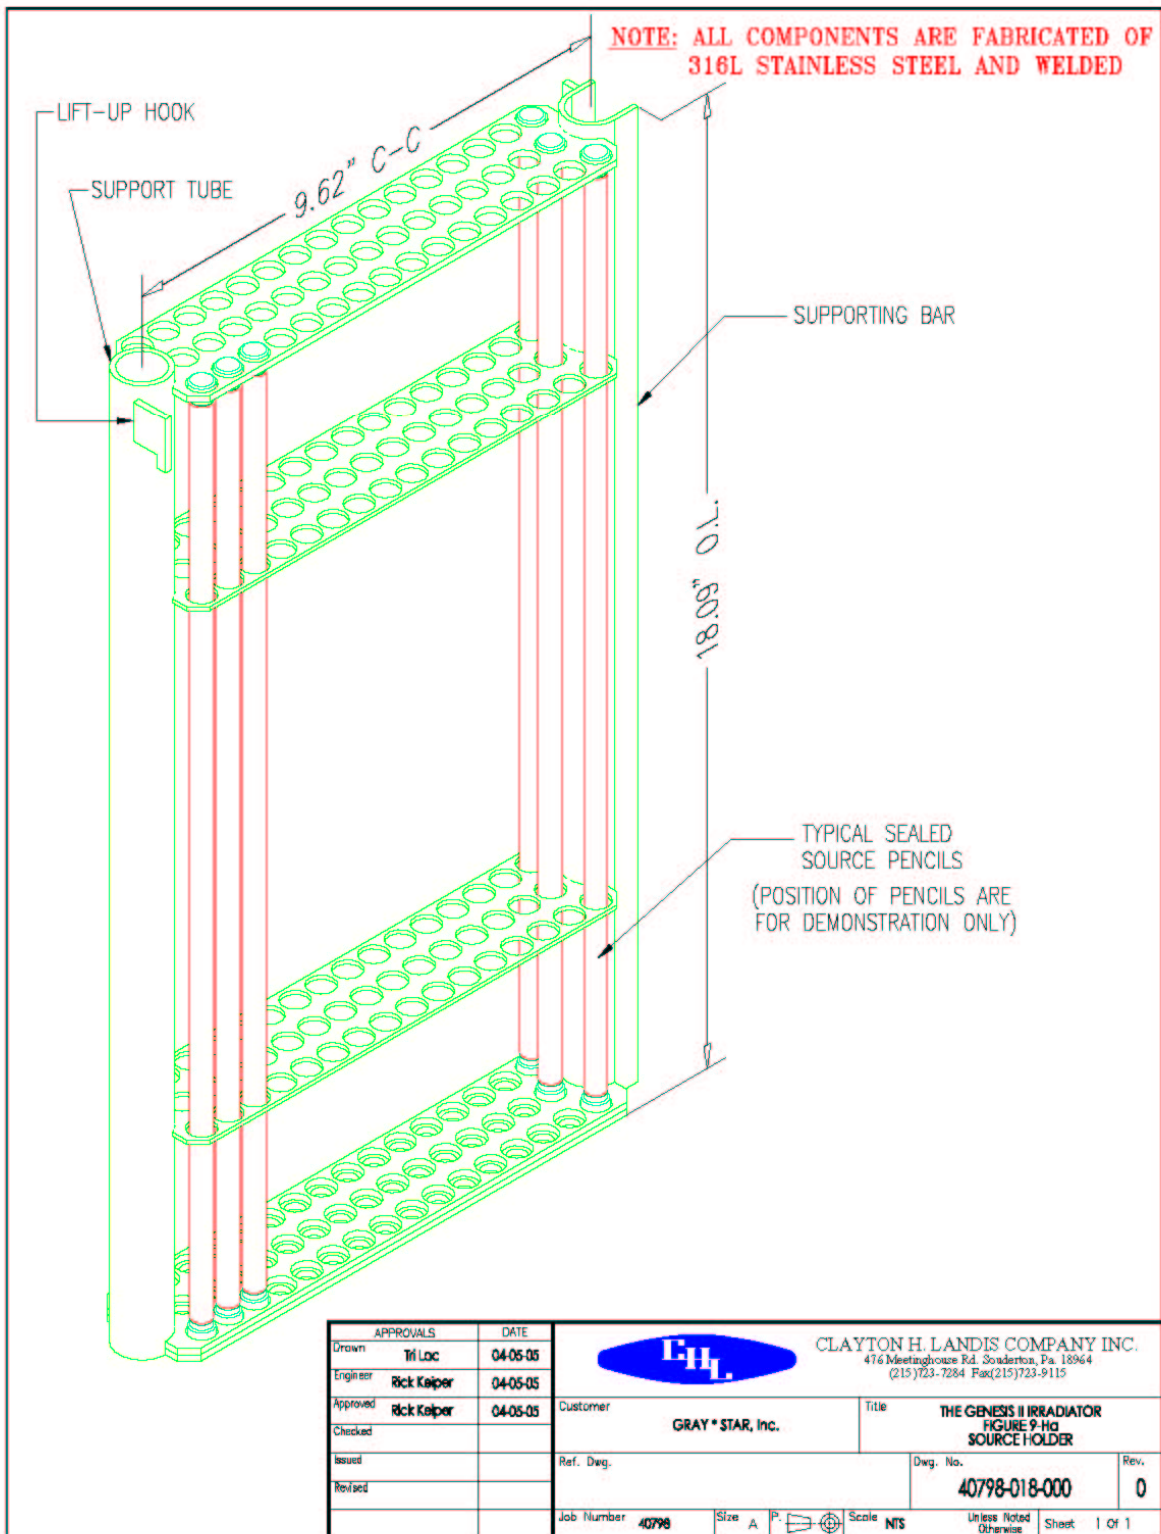 NOTE: ALL COMPONENTS ARE FABRICATED OF
316L STAINLESS STEEL AND WELDED
LIFT-UP HOOK
SUPPORT TUBE
9.62" C-C
SUPPORTING BAR
18.09" O.L.
TYPICAL SEALED
SOURCE PENCILS
(POSITION OF PENCILS ARE
FOR DEMONSTRATION ONLY)
APPROVALS DATE
Drawn Tri Loc 04-05-05
Engineer Rick Keiper 04-05-05
Approved Rick Keiper 04-05-05
Checked
Issued
Revised
CHL
CLAYTON H. LANDIS COMPANY INC.
476 Meetinghouse Rd. Souderton, Pa. 18964
(215)723-7284 Fax(215)723-9115
Customer
GRAY * STAR, Inc.
Title
THE GENESIS II IRRADIATOR
FIGURE 9-Ha
SOURCE HOLDER
Ref. Dwg.
Dwg. No.
40798-018-000
Rev.
0
Job Number 40798
Size A
P.
Scale NTS
Unless Noted
Otherwise
Sheet 1 Of 1